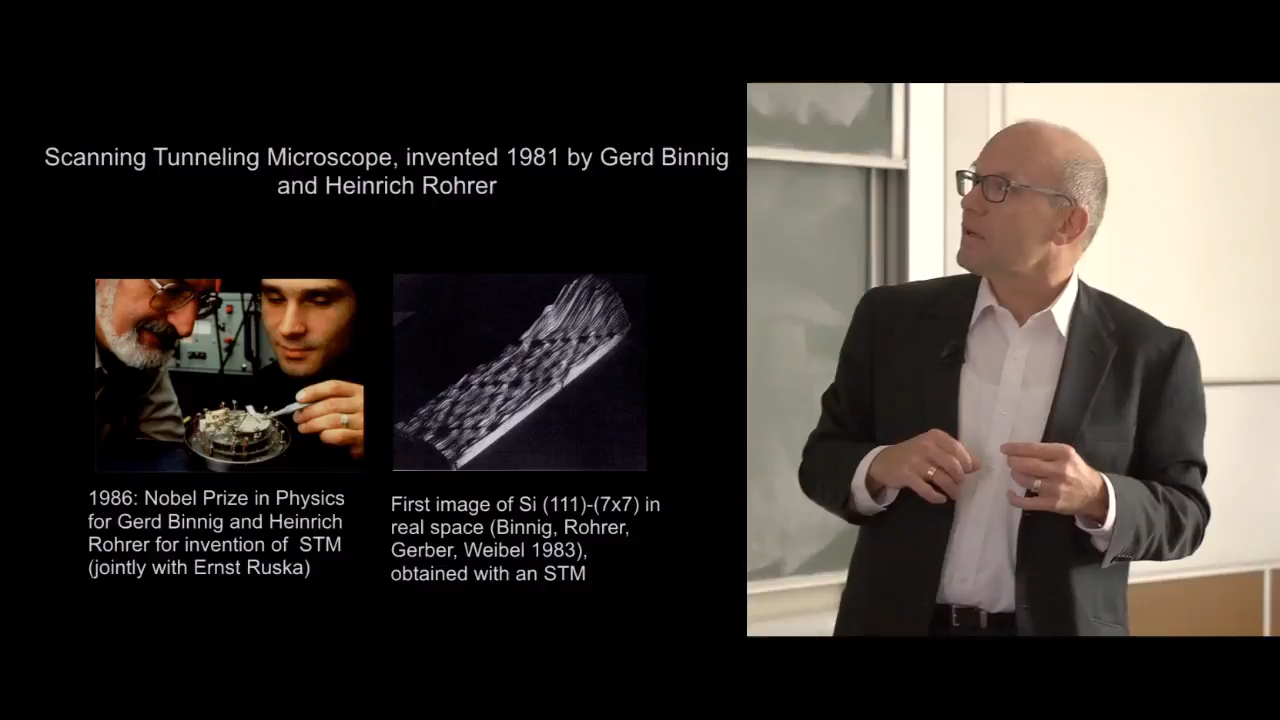 Scanning Tunneling Microscope, invented 1981 by Gerd Binnig
and Heinrich Rohrer
1986: Nobel Prize in Physics
for Gerd Binnig and Heinrich
Rohrer for invention of  STM
(jointly with Ernst Ruska)
First image of Si (111)-(7x7) in
real space (Binnig, Rohrer,
Gerber, Weibel 1983),
obtained with an STM